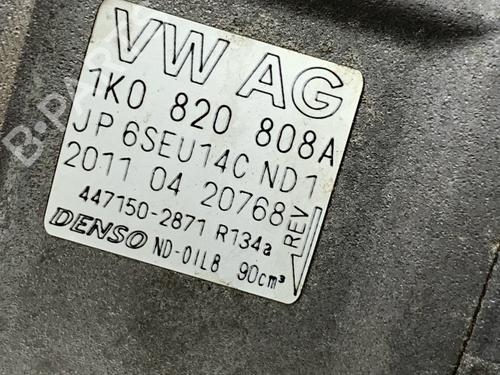 VW AG
1K0 820 808A
JP 6SEU14C ND1
2011 04 20768
447150-2871 R134a
REV
DENSO ND-OIL8 90cm³
B-PARTS